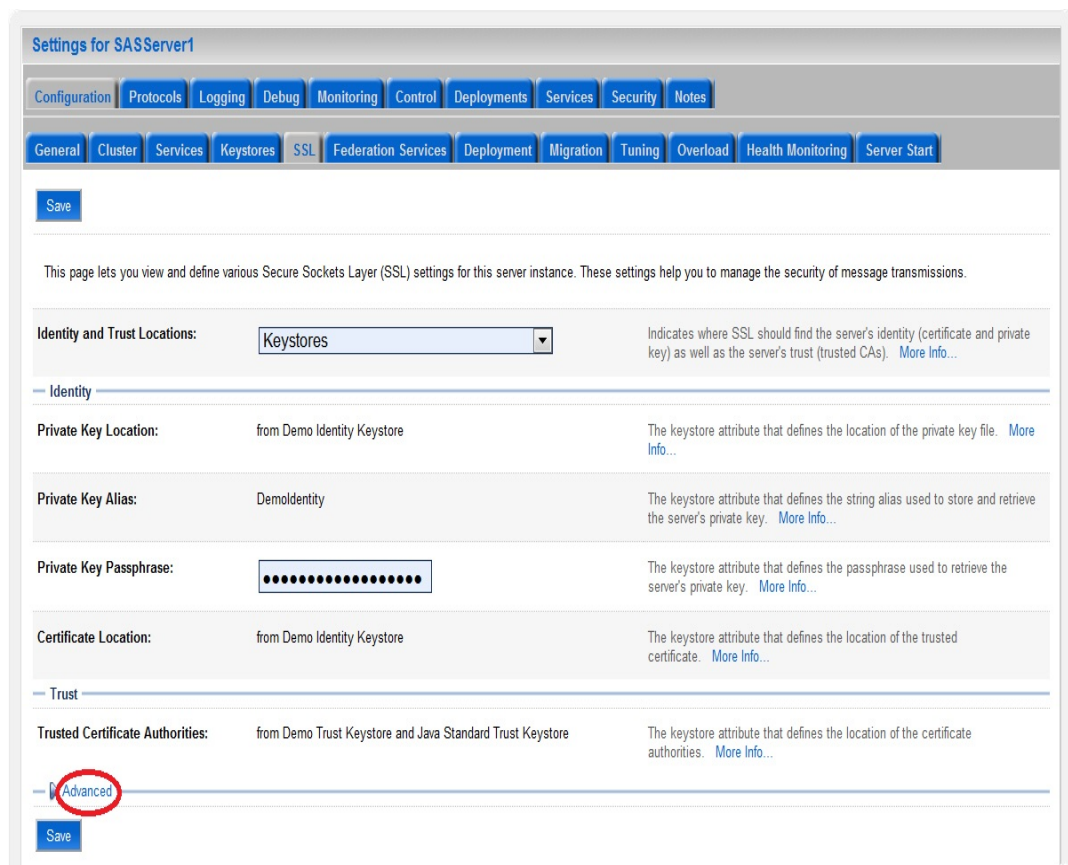 Settings for SASServer1
Configuration Protocols Logging Debug Monitoring Control Deployments Services Security Notes
General Cluster Services Keystores SSL Federation Services Deployment Migration Tuning Overload Health Monitoring Server Start
Save
This page lets you view and define various Secure Sockets Layer (SSL) settings for this server instance. These settings help you to manage the security of message transmissions.
Identity and Trust Locations: Keystores Indicates where SSL should find the server's identity (certificate and private
key) as well as the server's trust (trusted CAs). More Info...
Identity
Private Key Location: from Demo Identity Keystore The keystore attribute that defines the location of the private key file. More
Info...
Private Key Alias: DemoIdentity The keystore attribute that defines the string alias used to store and retrieve
the server's private key. More Info...
Private Key Passphrase: ●●●●●●●●●●●●●●●●●● The keystore attribute that defines the passphrase used to retrieve the
server's private key. More Info...
Certificate Location: from Demo Identity Keystore The keystore attribute that defines the location of the trusted
certificate. More Info...
Trust
Trusted Certificate Authorities: from Demo Trust Keystore and Java Standard Trust Keystore The keystore attribute that defines the location of the certificate
authorities. More Info...
Advanced
Save